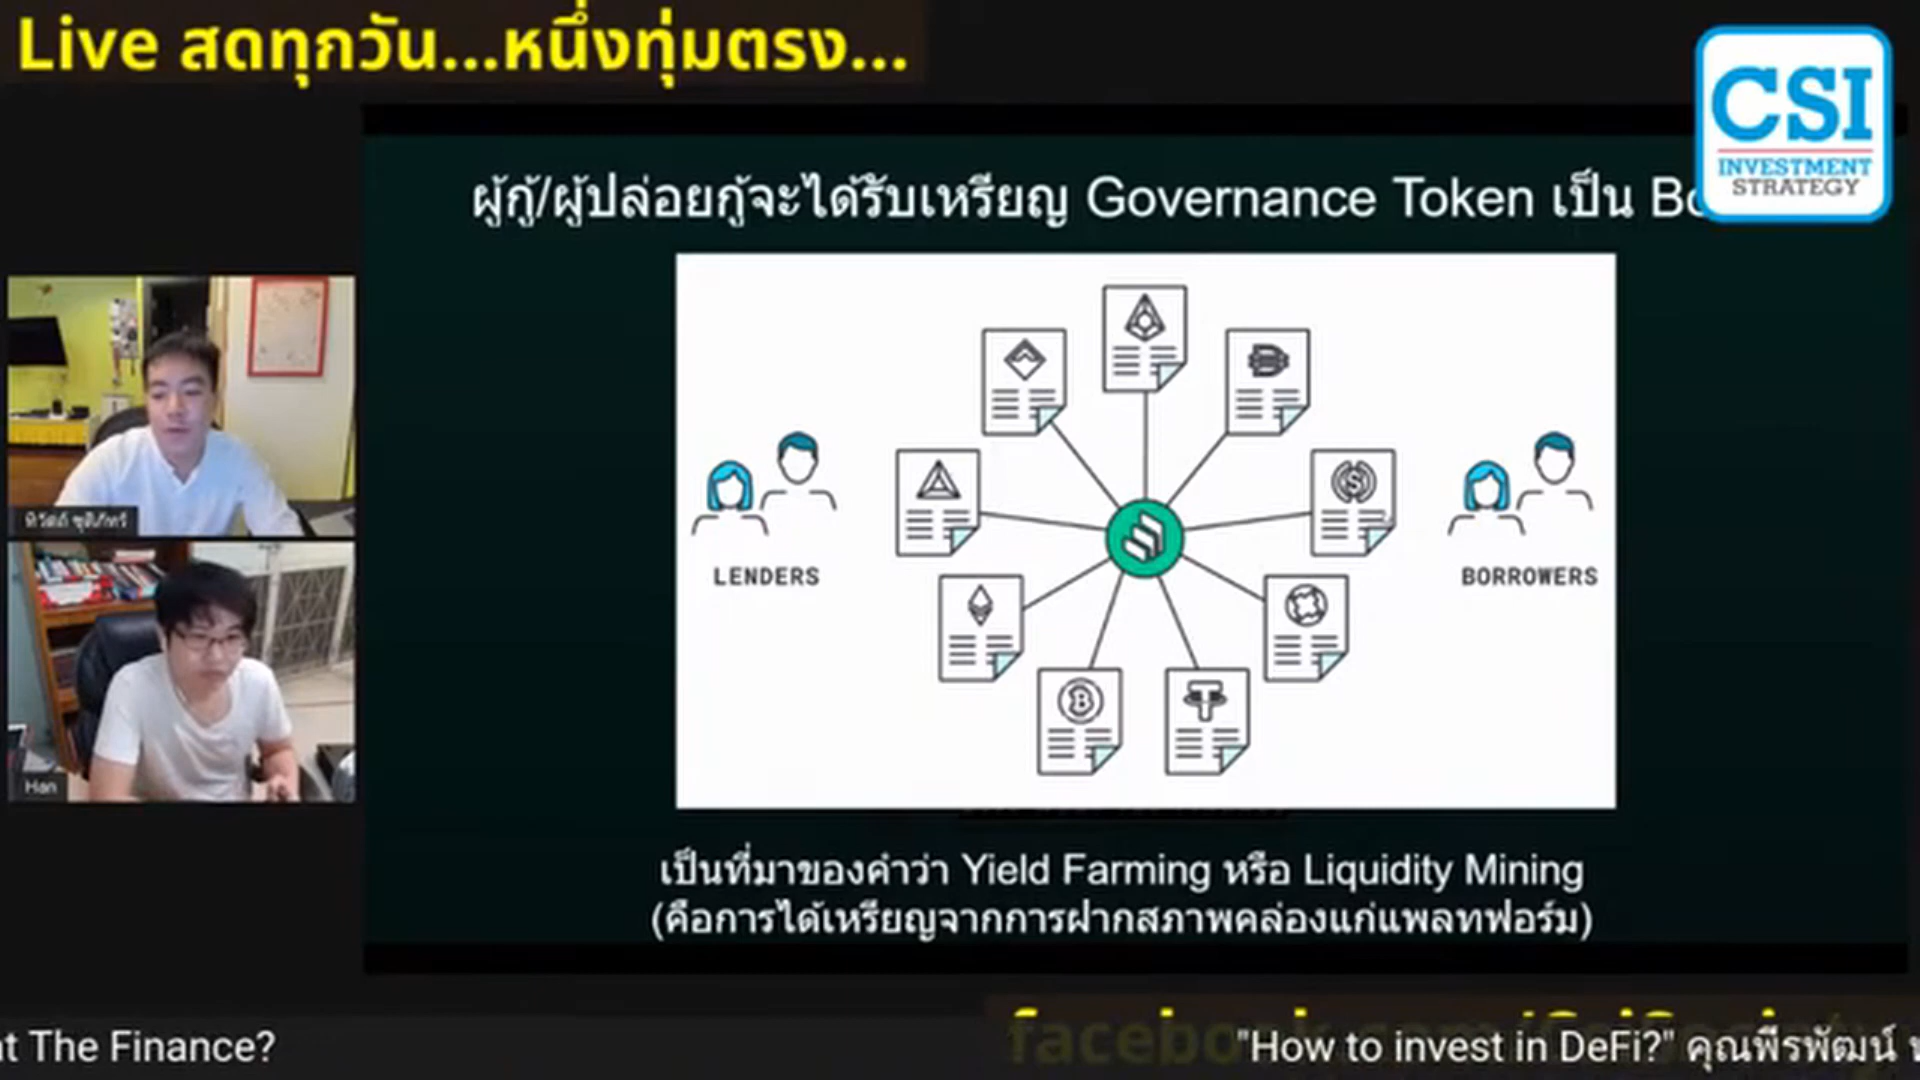 Live สดทุกวัน...หนึ่งทุ่มตรง...
CSI
INVESTMENT
STRATEGY
ผู้กู้/ผู้ปล่อยกู้จะได้รับเหรียญ Governance Token เป็น
LENDERS
BORROWERS
Han
เป็นที่มาของคำว่า Yield Farming หรือ Liquidity Mining
(คือการได้เหรียญจากการฝากสภาพคล่องแก่แพลทฟอร์ม)
The Finance?
"How to invest in DeFi?" คุณพีรพัฒน์